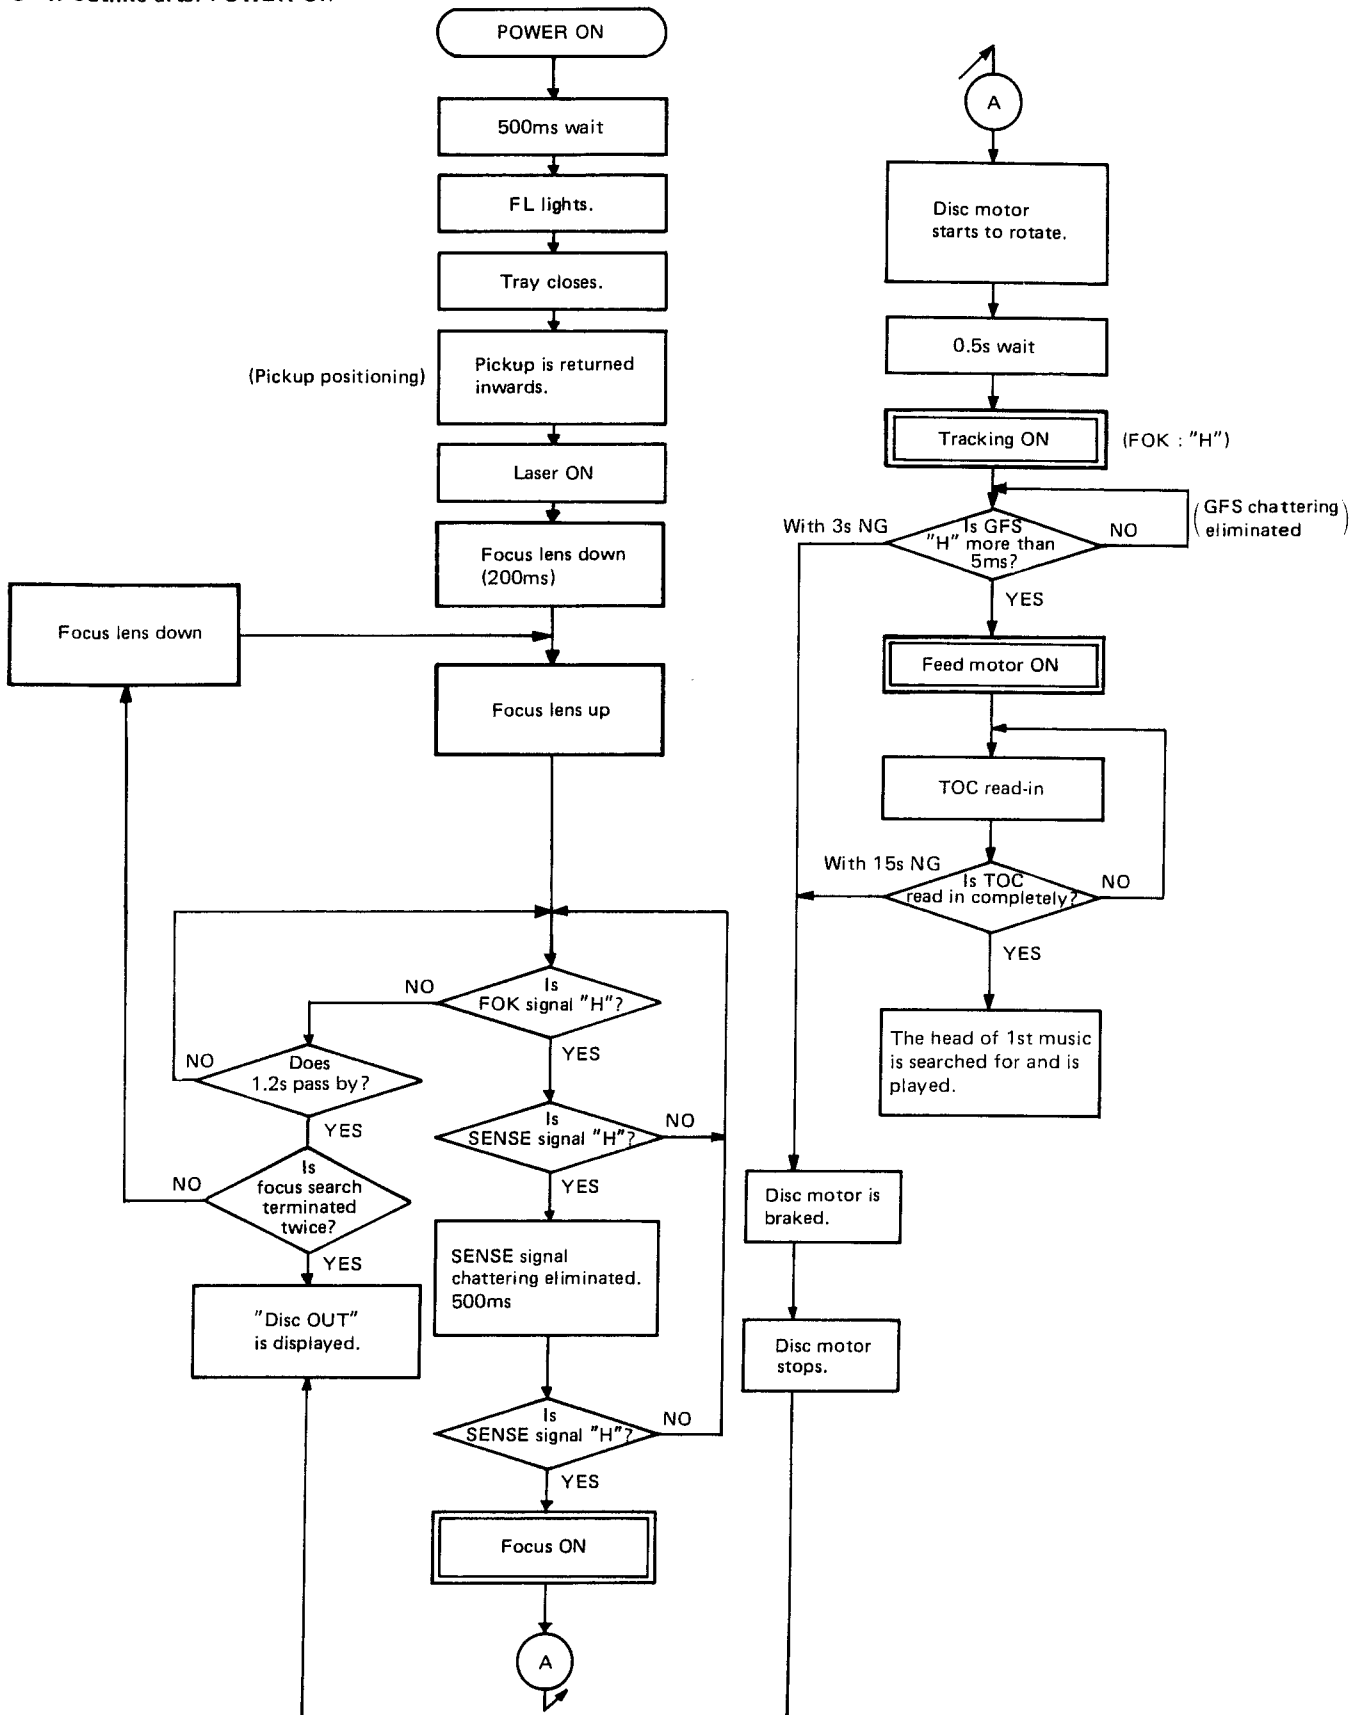 POWER ON
500ms wait
FL lights.
Tray closes.
(Pickup positioning)
Pickup is returned
inwards.
Laser ON
Focus lens down
(200ms)
Focus lens down
Focus lens up
NO
Is
FOK signal "H"?
YES
NO
Does
1.2s pass by?
YES
Is
SENSE signal "H"?
NO
YES
NO
Is
focus search
terminated
twice?
YES
SENSE signal
chattering eliminated.
500ms
"Disc OUT"
is displayed.
Is
SENSE signal "H"?
NO
YES
Focus ON
A
A
Disc motor
starts to rotate.
0.5s wait
Tracking ON
(FOK : "H")
With 3s NG
Is GFS
"H" more than
5ms?
NO
(GFS chattering
eliminated)
YES
Feed motor ON
TOC read-in
With 15s NG
Is TOC
read in completely?
NO
YES
The head of 1st music
is searched for and is
played.
Disc motor is
braked.
Disc motor
stops.